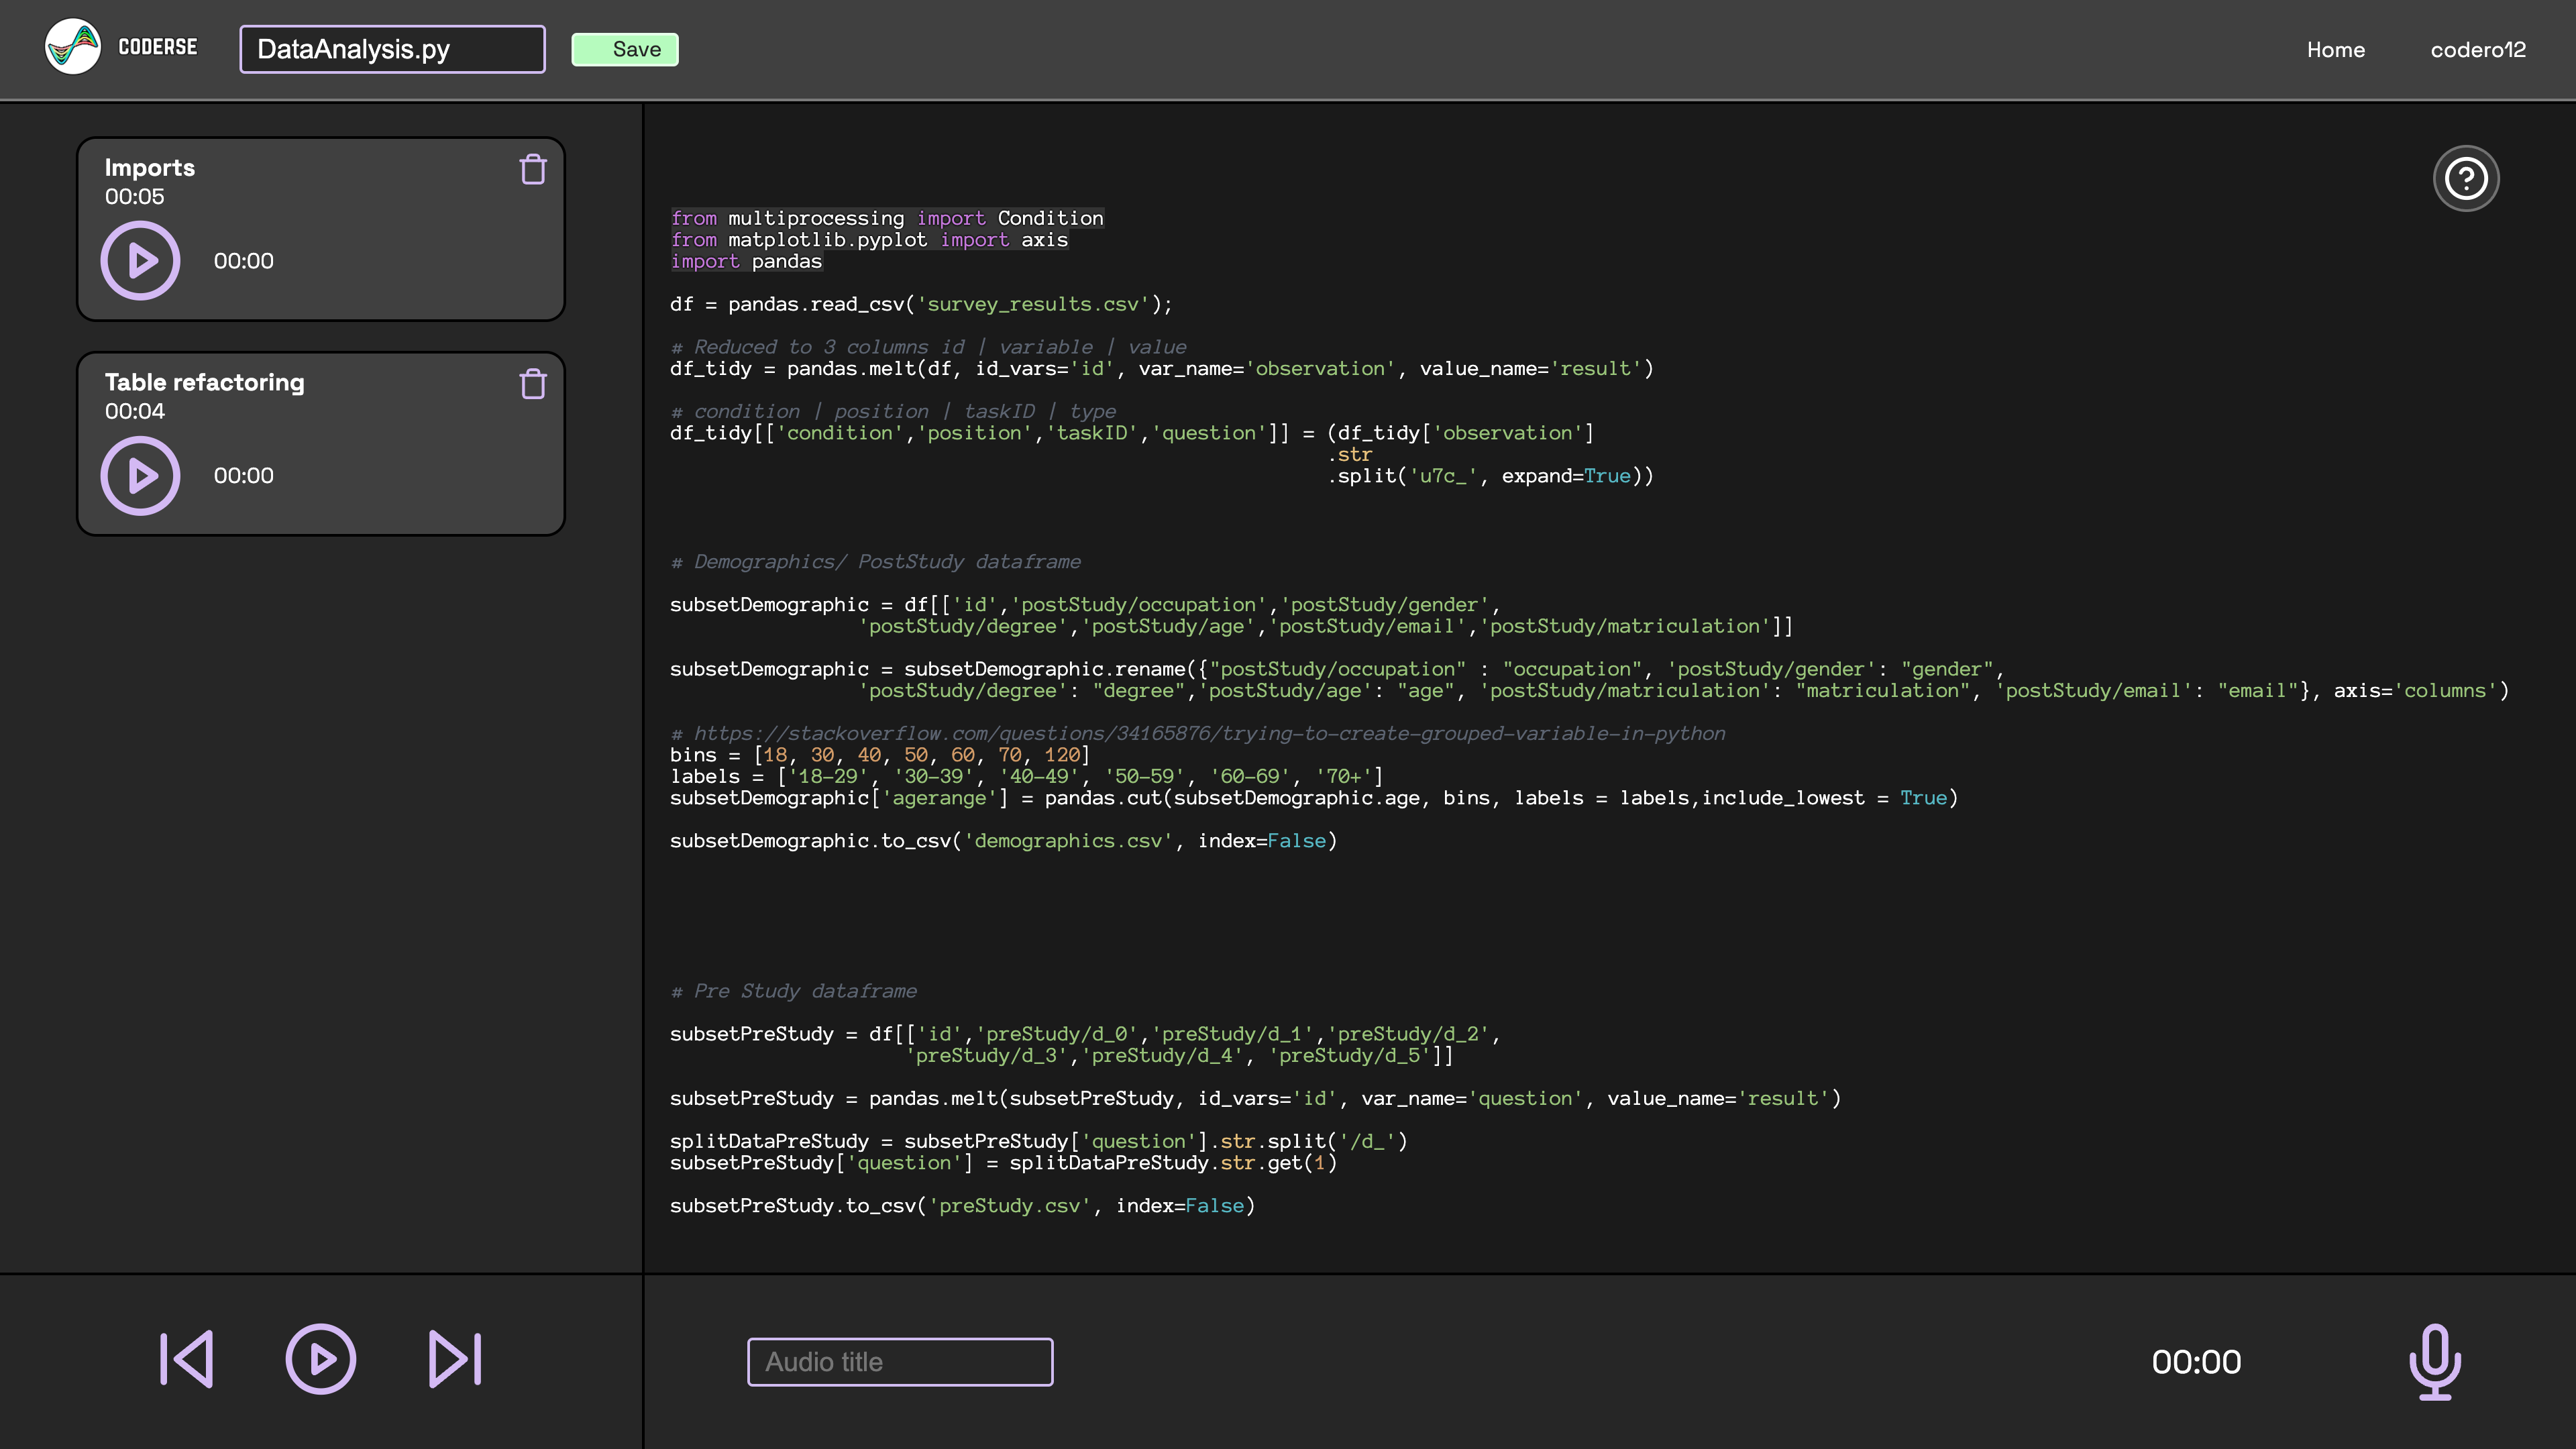 CODERSE
DataAnalysis.py
Save
Home
codero12
Imports
00:05
00:00
Table refactoring
00:04
00:00
from multiprocessing import Condition
from matplotlib.pyplot import axis
import pandas
df = pandas.read_csv('survey_results.csv');
# Reduced to 3 columns id | variable | value
df_tidy = pandas.melt(df, id_vars='id', var_name='observation', value_name='result')
# condition | position | taskID | type
df_tidy[['condition','position','taskID','question']] = (df_tidy['observation']
.str
.split('u7c_', expand=True))
# Demographics/ PostStudy dataframe
subsetDemographic = df[['id','postStudy/occupation','postStudy/gender',
'postStudy/degree','postStudy/age','postStudy/email','postStudy/matriculation']]
subsetDemographic = subsetDemographic.rename({"postStudy/occupation" : "occupation", 'postStudy/gender': "gender",
'postStudy/degree': "degree",'postStudy/age': "age", 'postStudy/matriculation': "matriculation", 'postStudy/email': "email"}, axis='columns')
# https://stackoverflow.com/questions/34165876/trying-to-create-grouped-variable-in-python
bins = [18, 30, 40, 50, 60, 70, 120]
labels = ['18-29', '30-39', '40-49', '50-59', '60-69', '70+']
subsetDemographic['agerange'] = pandas.cut(subsetDemographic.age, bins, labels = labels,include_lowest = True)
subsetDemographic.to_csv('demographics.csv', index=False)
# Pre Study dataframe
subsetPreStudy = df[['id','preStudy/d_0','preStudy/d_1','preStudy/d_2',
'preStudy/d_3','preStudy/d_4', 'preStudy/d_5']]
subsetPreStudy = pandas.melt(subsetPreStudy, id_vars='id', var_name='question', value_name='result')
splitDataPreStudy = subsetPreStudy['question'].str.split('/d_')
subsetPreStudy['question'] = splitDataPreStudy.str.get(1)
subsetPreStudy.to_csv('preStudy.csv', index=False)
Audio title
00:00